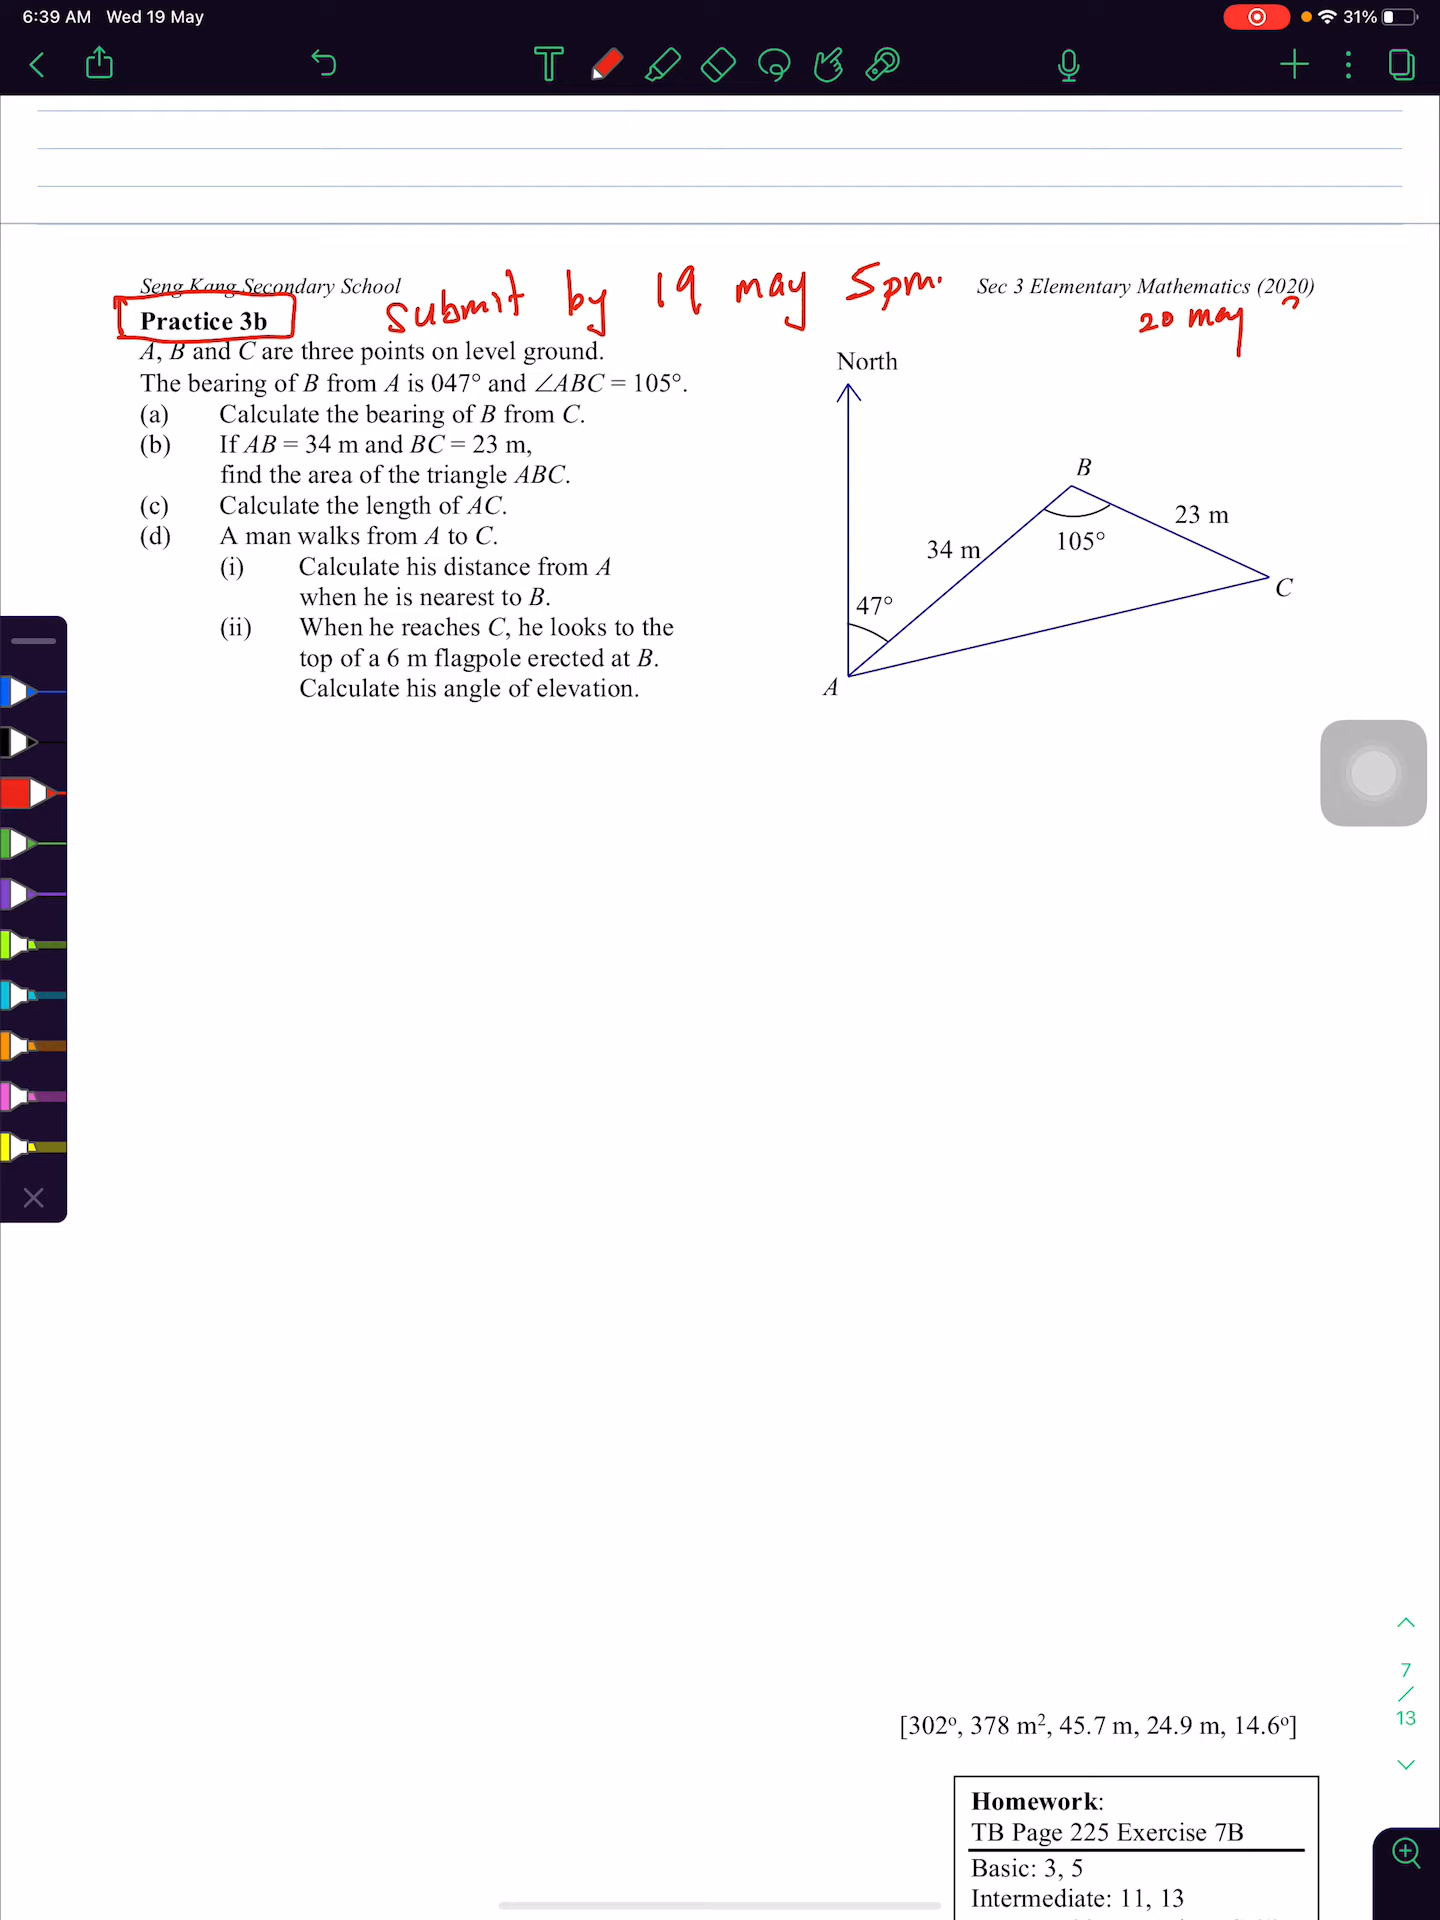 6:39 AM Wed 19 May
31%
Seng Kang Secondary School
submit by 19 may 5pm.
Sec 3 Elementary Mathematics (2020)
20 may ?
Practice 3b
A, B and C are three points on level ground.
The bearing of B from A is 047° and ∠ABC = 105°.
(a) Calculate the bearing of B from C.
(b) If AB = 34 m and BC = 23 m,
find the area of the triangle ABC.
(c) Calculate the length of AC.
(d) A man walks from A to C.
(i) Calculate his distance from A
when he is nearest to B.
(ii) When he reaches C, he looks to the
top of a 6 m flagpole erected at B.
Calculate his angle of elevation.
North
B
23 m
34 m
105°
C
47°
A
7
/
13
[302º, 378 m², 45.7 m, 24.9 m, 14.6º]
Homework:
TB Page 225 Exercise 7B
Basic: 3, 5
Intermediate: 11, 13